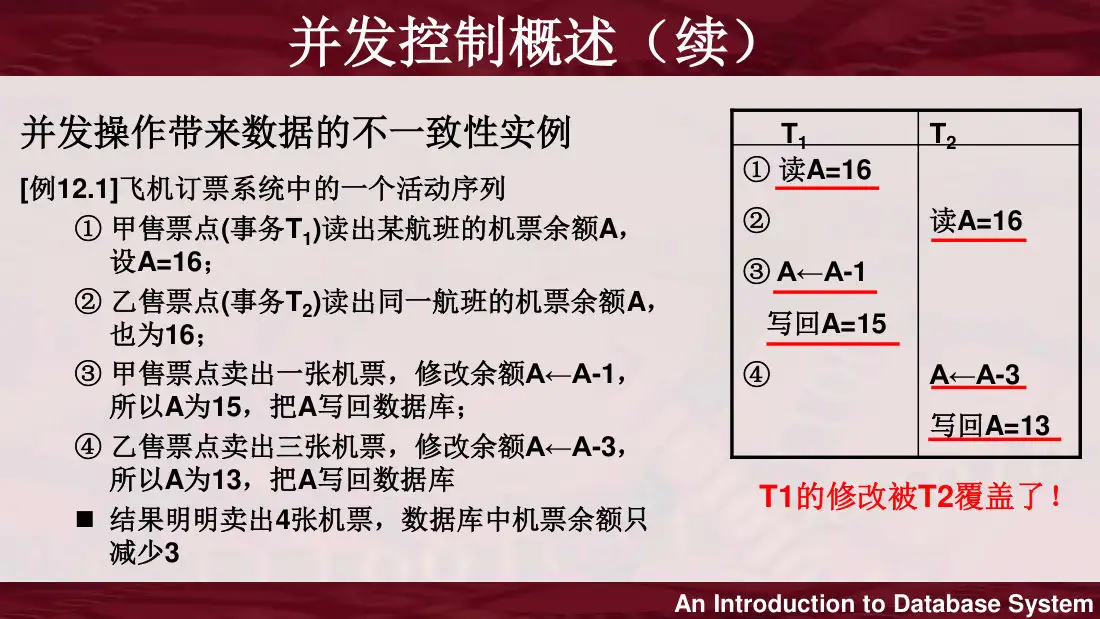 并发控制概述（续）
并发操作带来数据的不一致性实例
[例12.1]飞机订票系统中的一个活动序列
① 甲售票点(事务T1)读出某航班的机票余额A，
设A=16；
② 乙售票点(事务T2)读出同一航班的机票余额A，
也为16；
③ 甲售票点卖出一张机票，修改余额A←A-1，
所以A为15，把A写回数据库；
④ 乙售票点卖出三张机票，修改余额A←A-3，
所以A为13，把A写回数据库
■ 结果明明卖出4张机票，数据库中机票余额只
减少3
T1 T2
① 读A=16
② 读A=16
③ A←A-1
写回A=15
④ A←A-3
写回A=13
T1的修改被T2覆盖了！
An Introduction to Database System